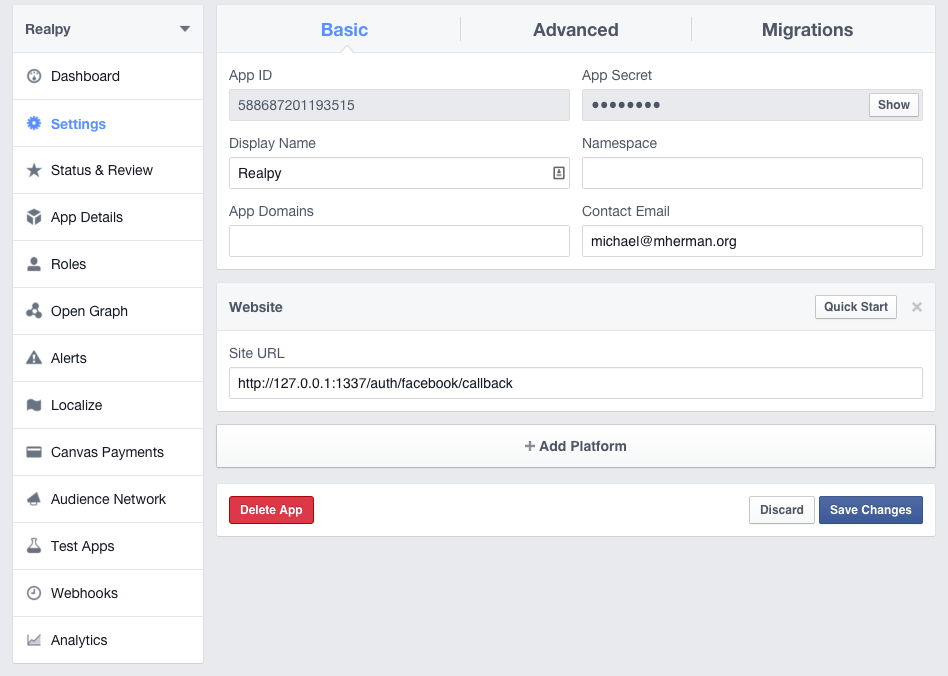 Realpy
Dashboard
Settings
Status & Review
App Details
Roles
Open Graph
Alerts
Localize
Canvas Payments
Audience Network
Test Apps
Webhooks
Analytics
Basic Advanced Migrations
App ID App Secret
588687201193515 •••••••• Show
Display Name Namespace
Realpy
App Domains Contact Email
michael@mherman.org
Website Quick Start
Site URL
http://127.0.0.1:1337/auth/facebook/callback
+ Add Platform
Delete App Discard Save Changes